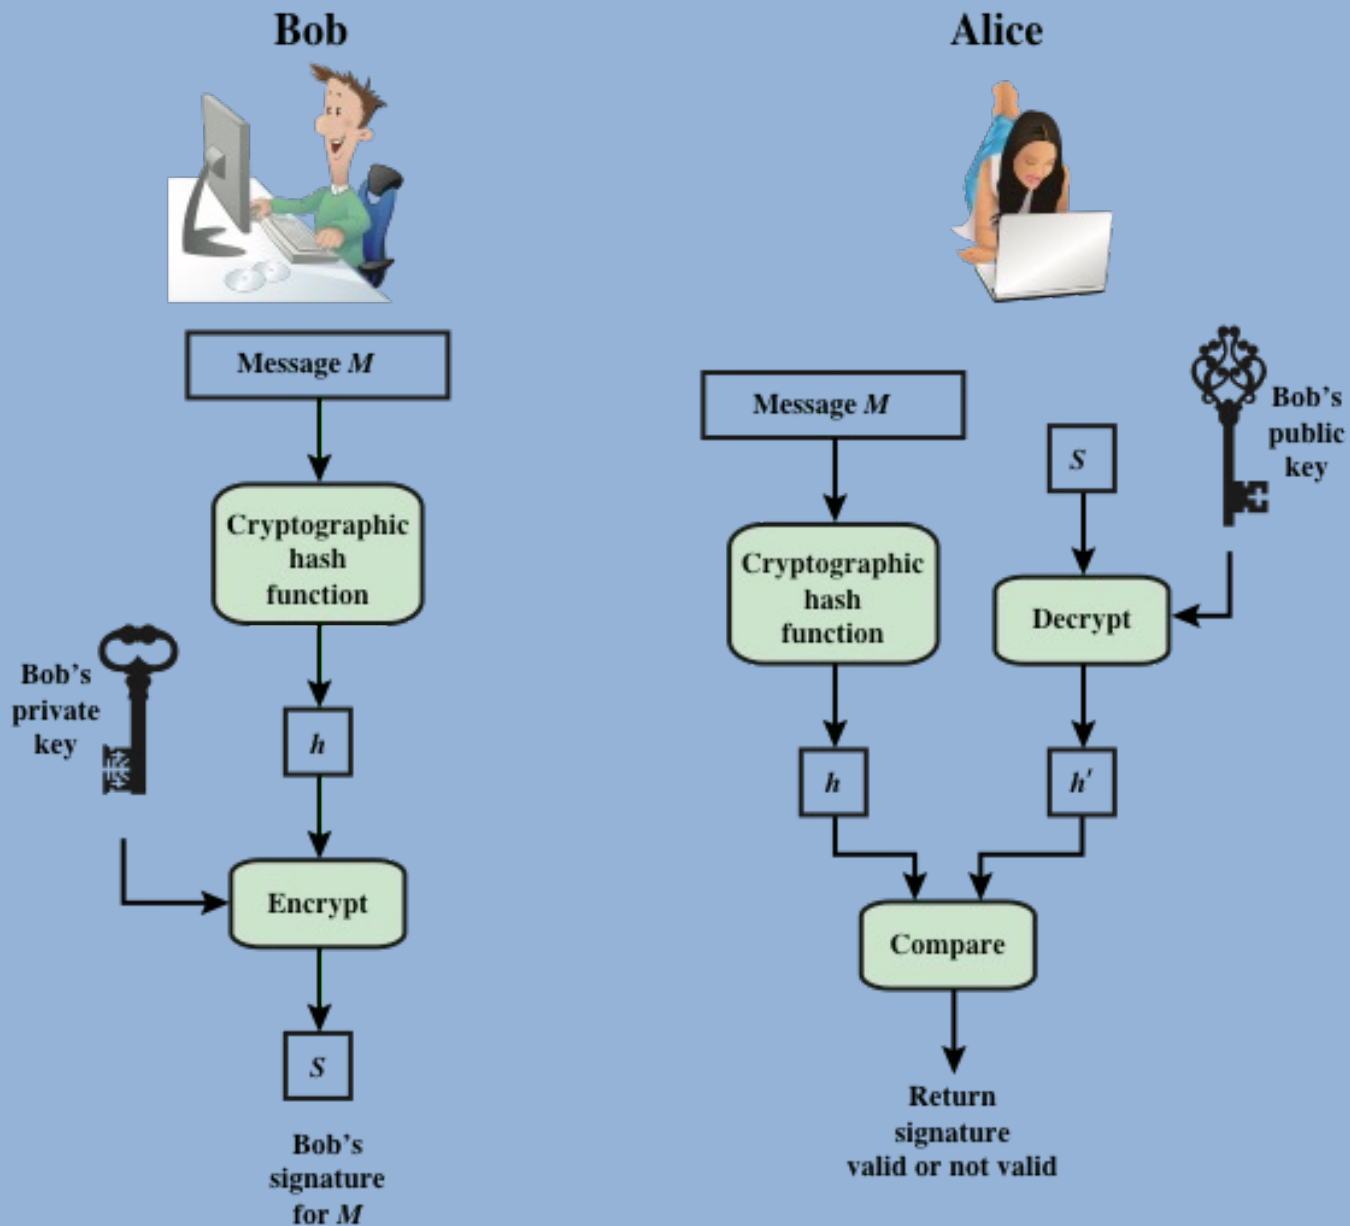 Bob
Message M
Cryptographic
hash
function
Bob's
private
key
h
Encrypt
S
Bob's
signature
for M
Alice
Message M
Bob's
public
key
S
Cryptographic
hash
function
Decrypt
h
h'
Compare
Return
signature
valid or not valid